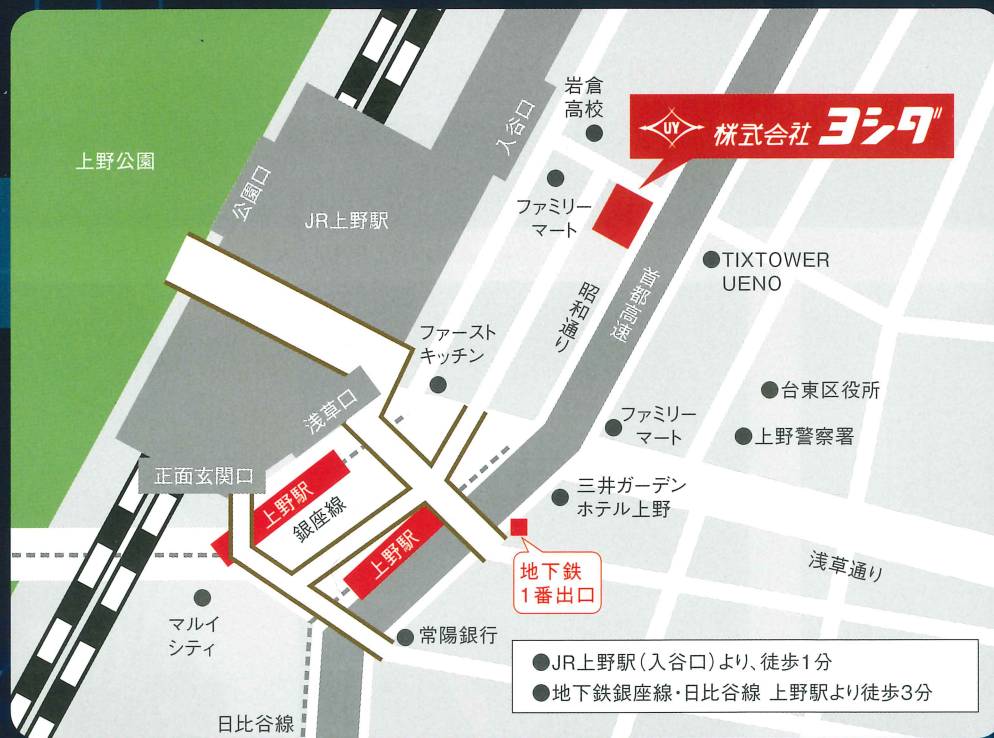 上野公園
公園口
JR上野駅
入谷口
岩倉
高校
UY 株式会社 ヨシダ
ファミリー
マート
TIXTOWER
UENO
昭和通り
首都高速
ファースト
キッチン
浅草口
正面玄関口
上野駅
銀座線
上野駅
ファミリー
マート
台東区役所
上野警察署
三井ガーデン
ホテル上野
浅草通り
地下鉄
1番出口
マルイ
シティ
常陽銀行
日比谷線
●JR上野駅(入谷口)より、徒歩1分
●地下鉄銀座線・日比谷線 上野駅より徒歩3分